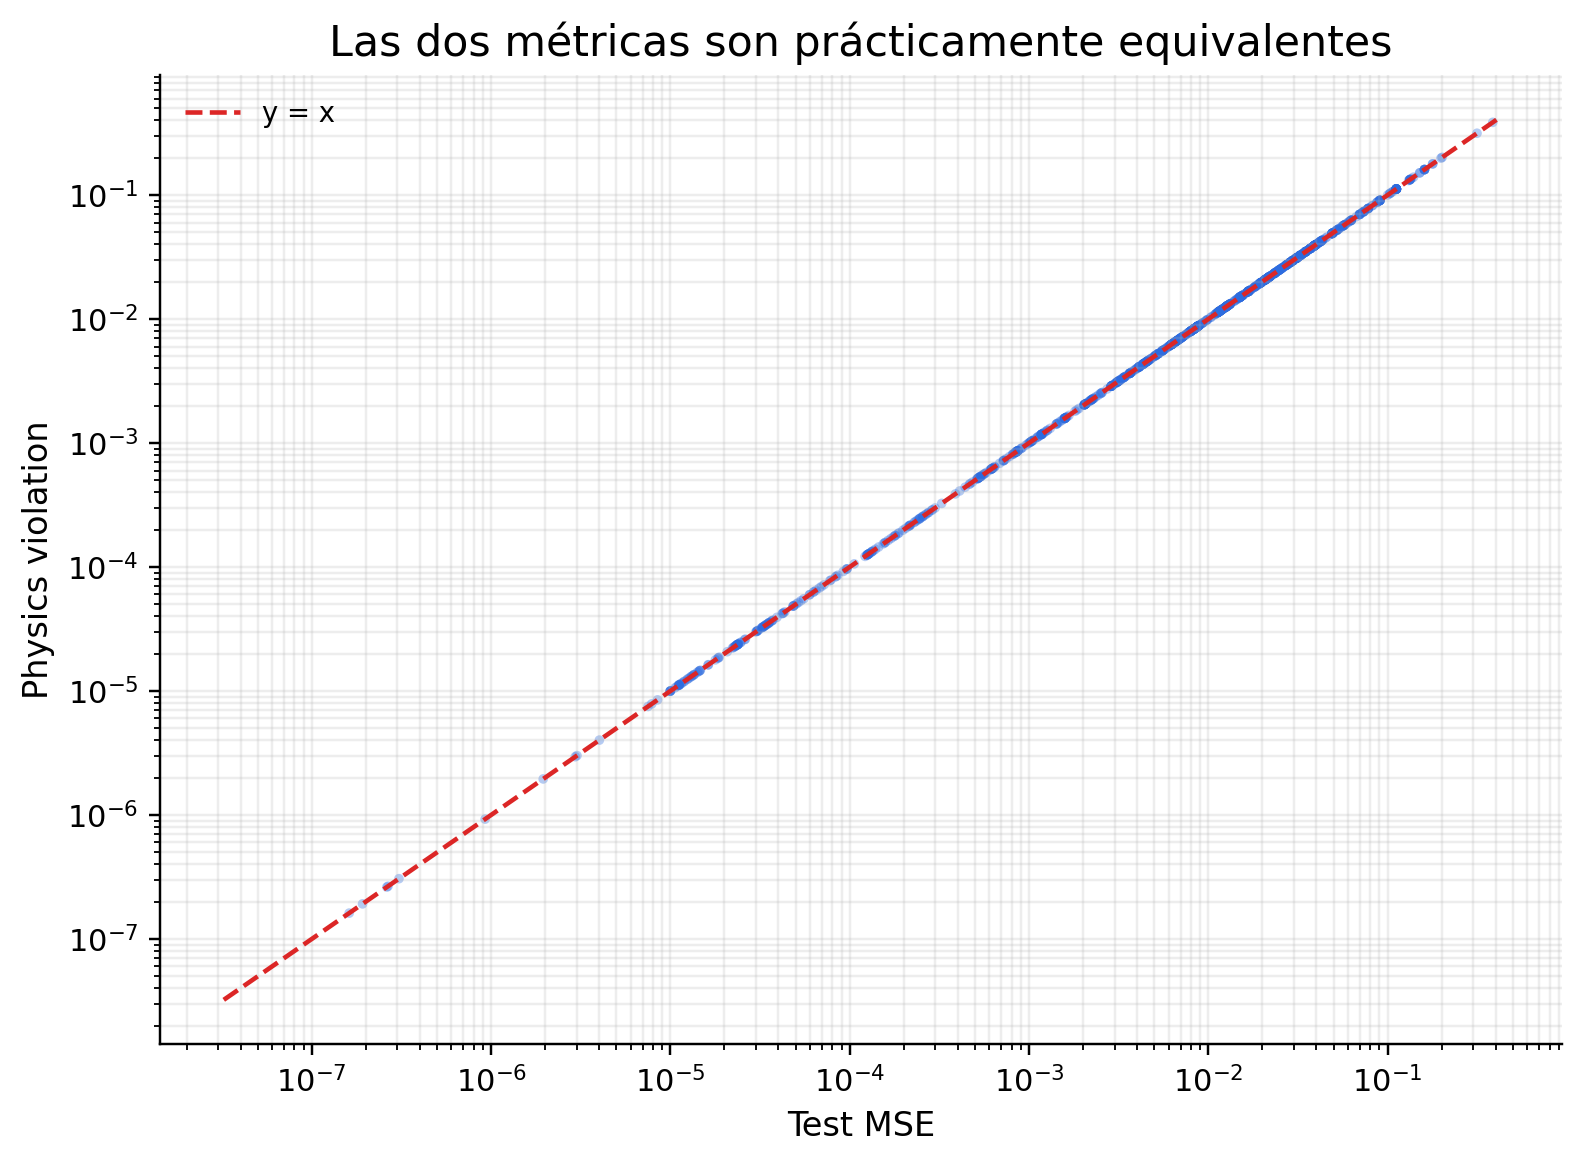 Las dos métricas son prácticamente equivalentes
y = x
Physics violation
10⁻¹
10⁻²
10⁻³
10⁻⁴
10⁻⁵
10⁻⁶
10⁻⁷
10⁻⁷ 10⁻⁶ 10⁻⁵ 10⁻⁴ 10⁻³ 10⁻² 10⁻¹
Test MSE